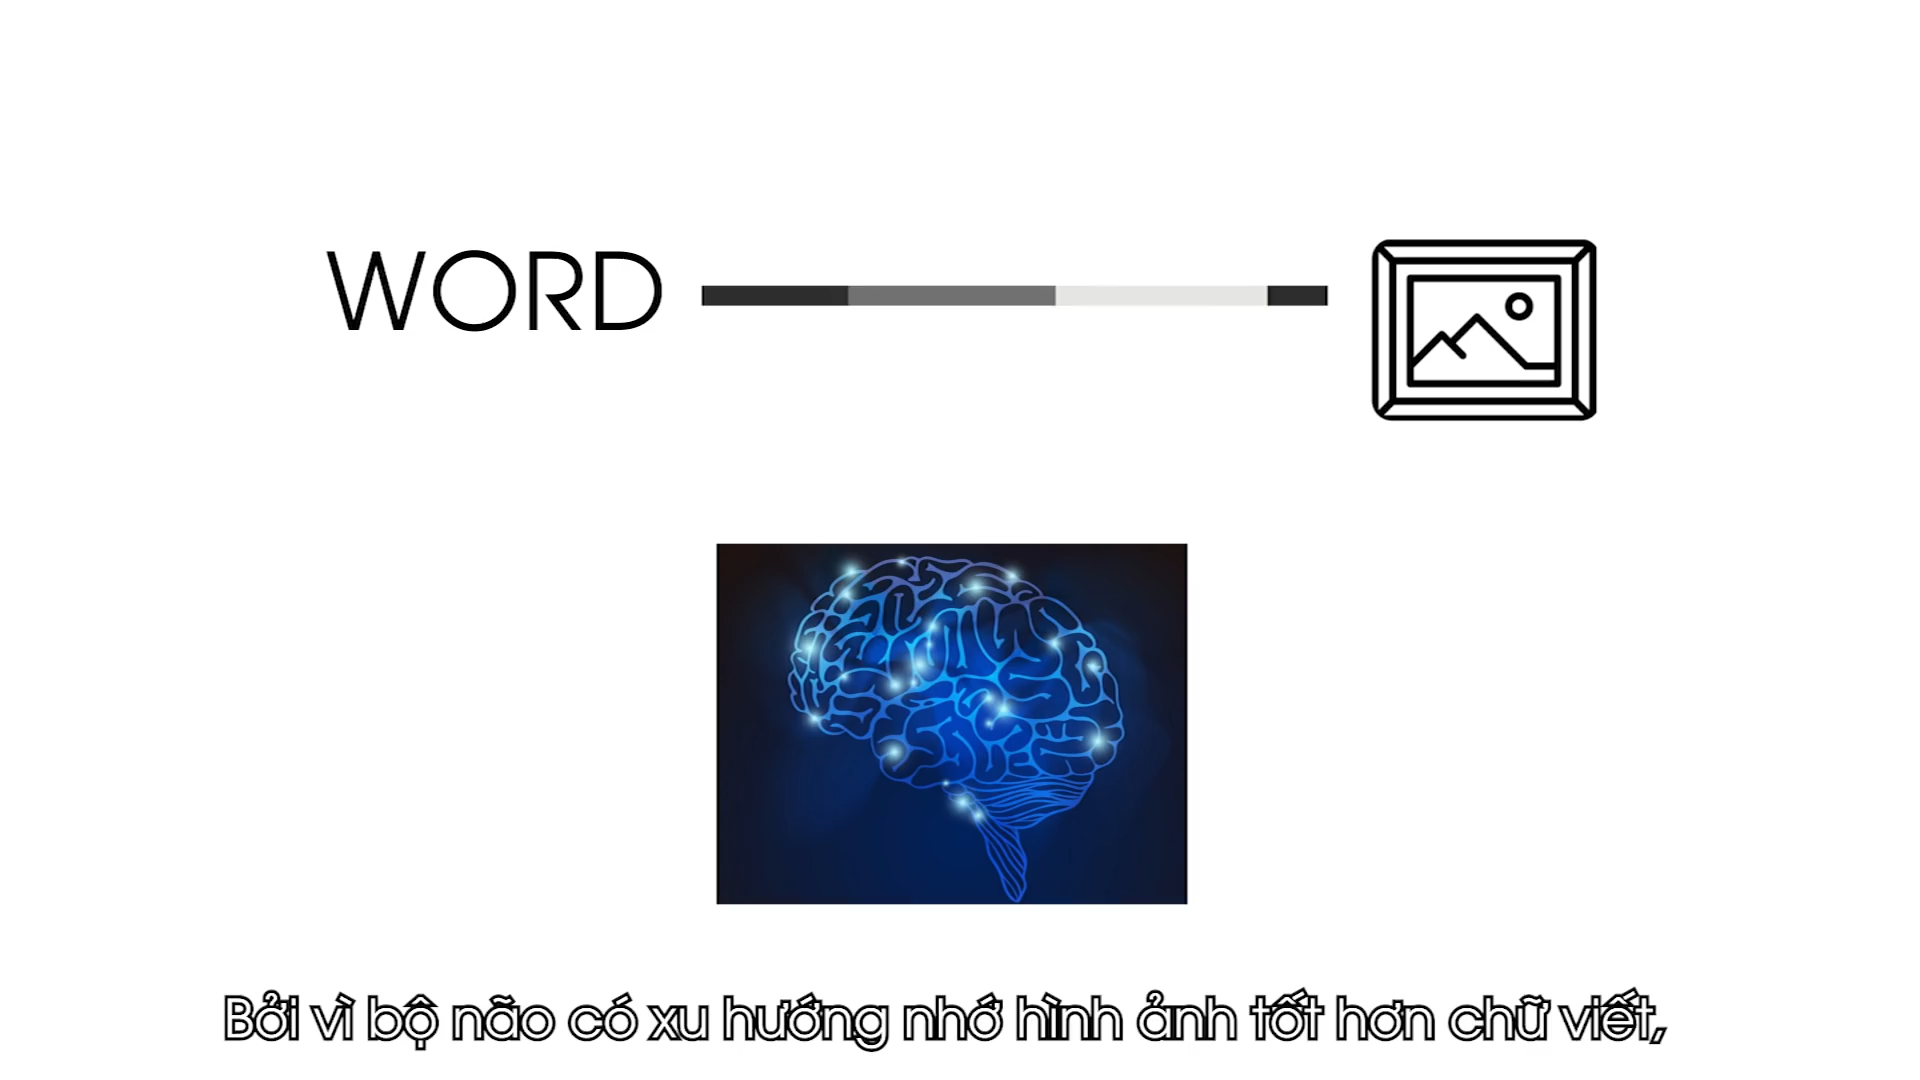 WORD
Bởi vì bộ não có xu hướng nhớ hình ảnh tốt hơn chữ viết,